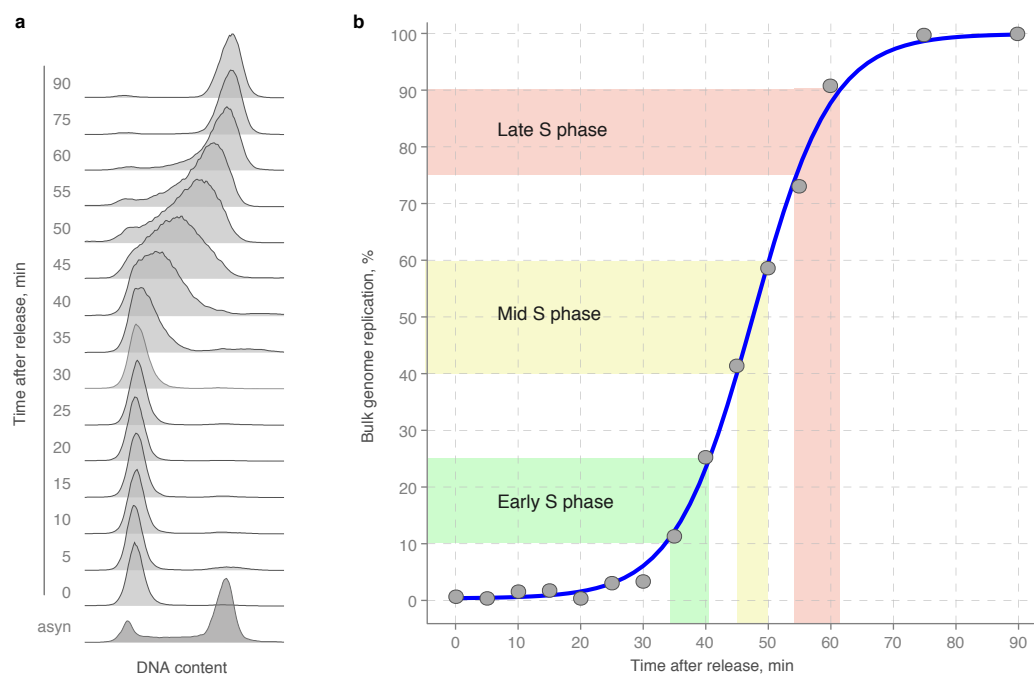 a
90
75
60
55
50
45
40
35
30
25
20
15
10
5
0
asyn
Time after release, min
DNA content
b
100
90
80
70
60
50
40
30
20
10
0
Bulk genome replication, %
Late S phase
Mid S phase
Early S phase
0 10 20 30 40 50 60 70 80 90
Time after release, min